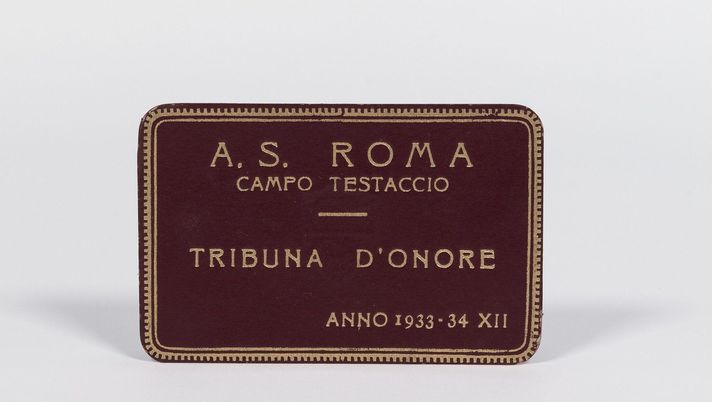 A. S. ROMA
CAMPO TESTACCIO
TRIBUNA D'ONORE
ANNO 1933-34 XII